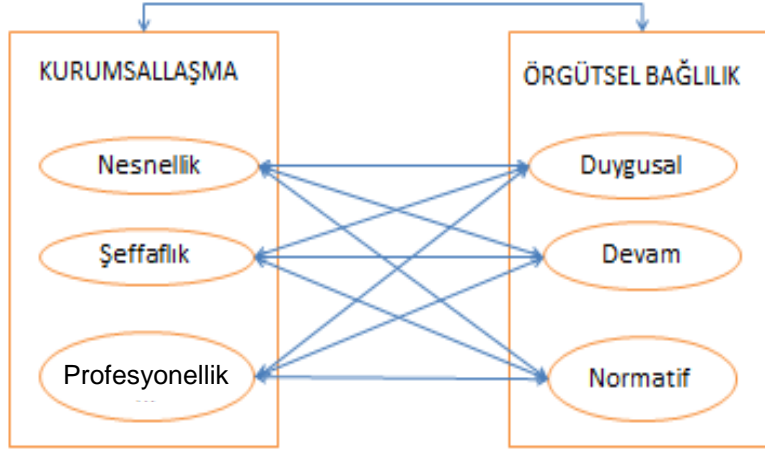 KURUMSALLAŞMA
Nesnellik
Şeffaflık
Profesyonellik
...
ÖRGÜTSEL BAĞLILIK
Duygusal
Devam
Normatif